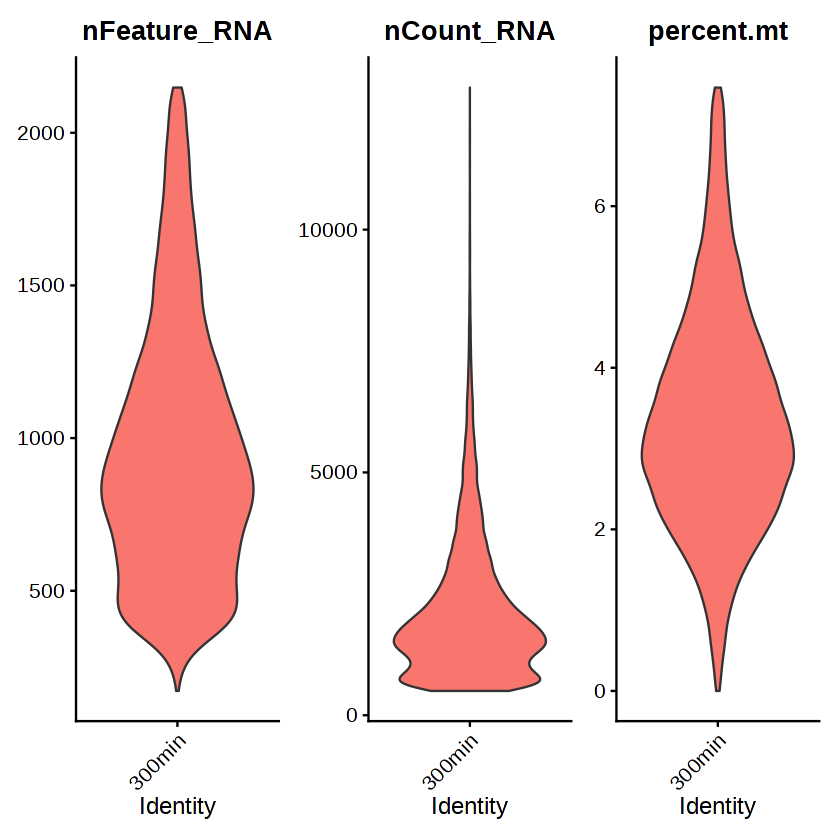 nFeature_RNA
2000
1500
1000
500
300min
Identity
nCount_RNA
10000
5000
0
300min
Identity
percent.mt
6
4
2
0
300min
Identity